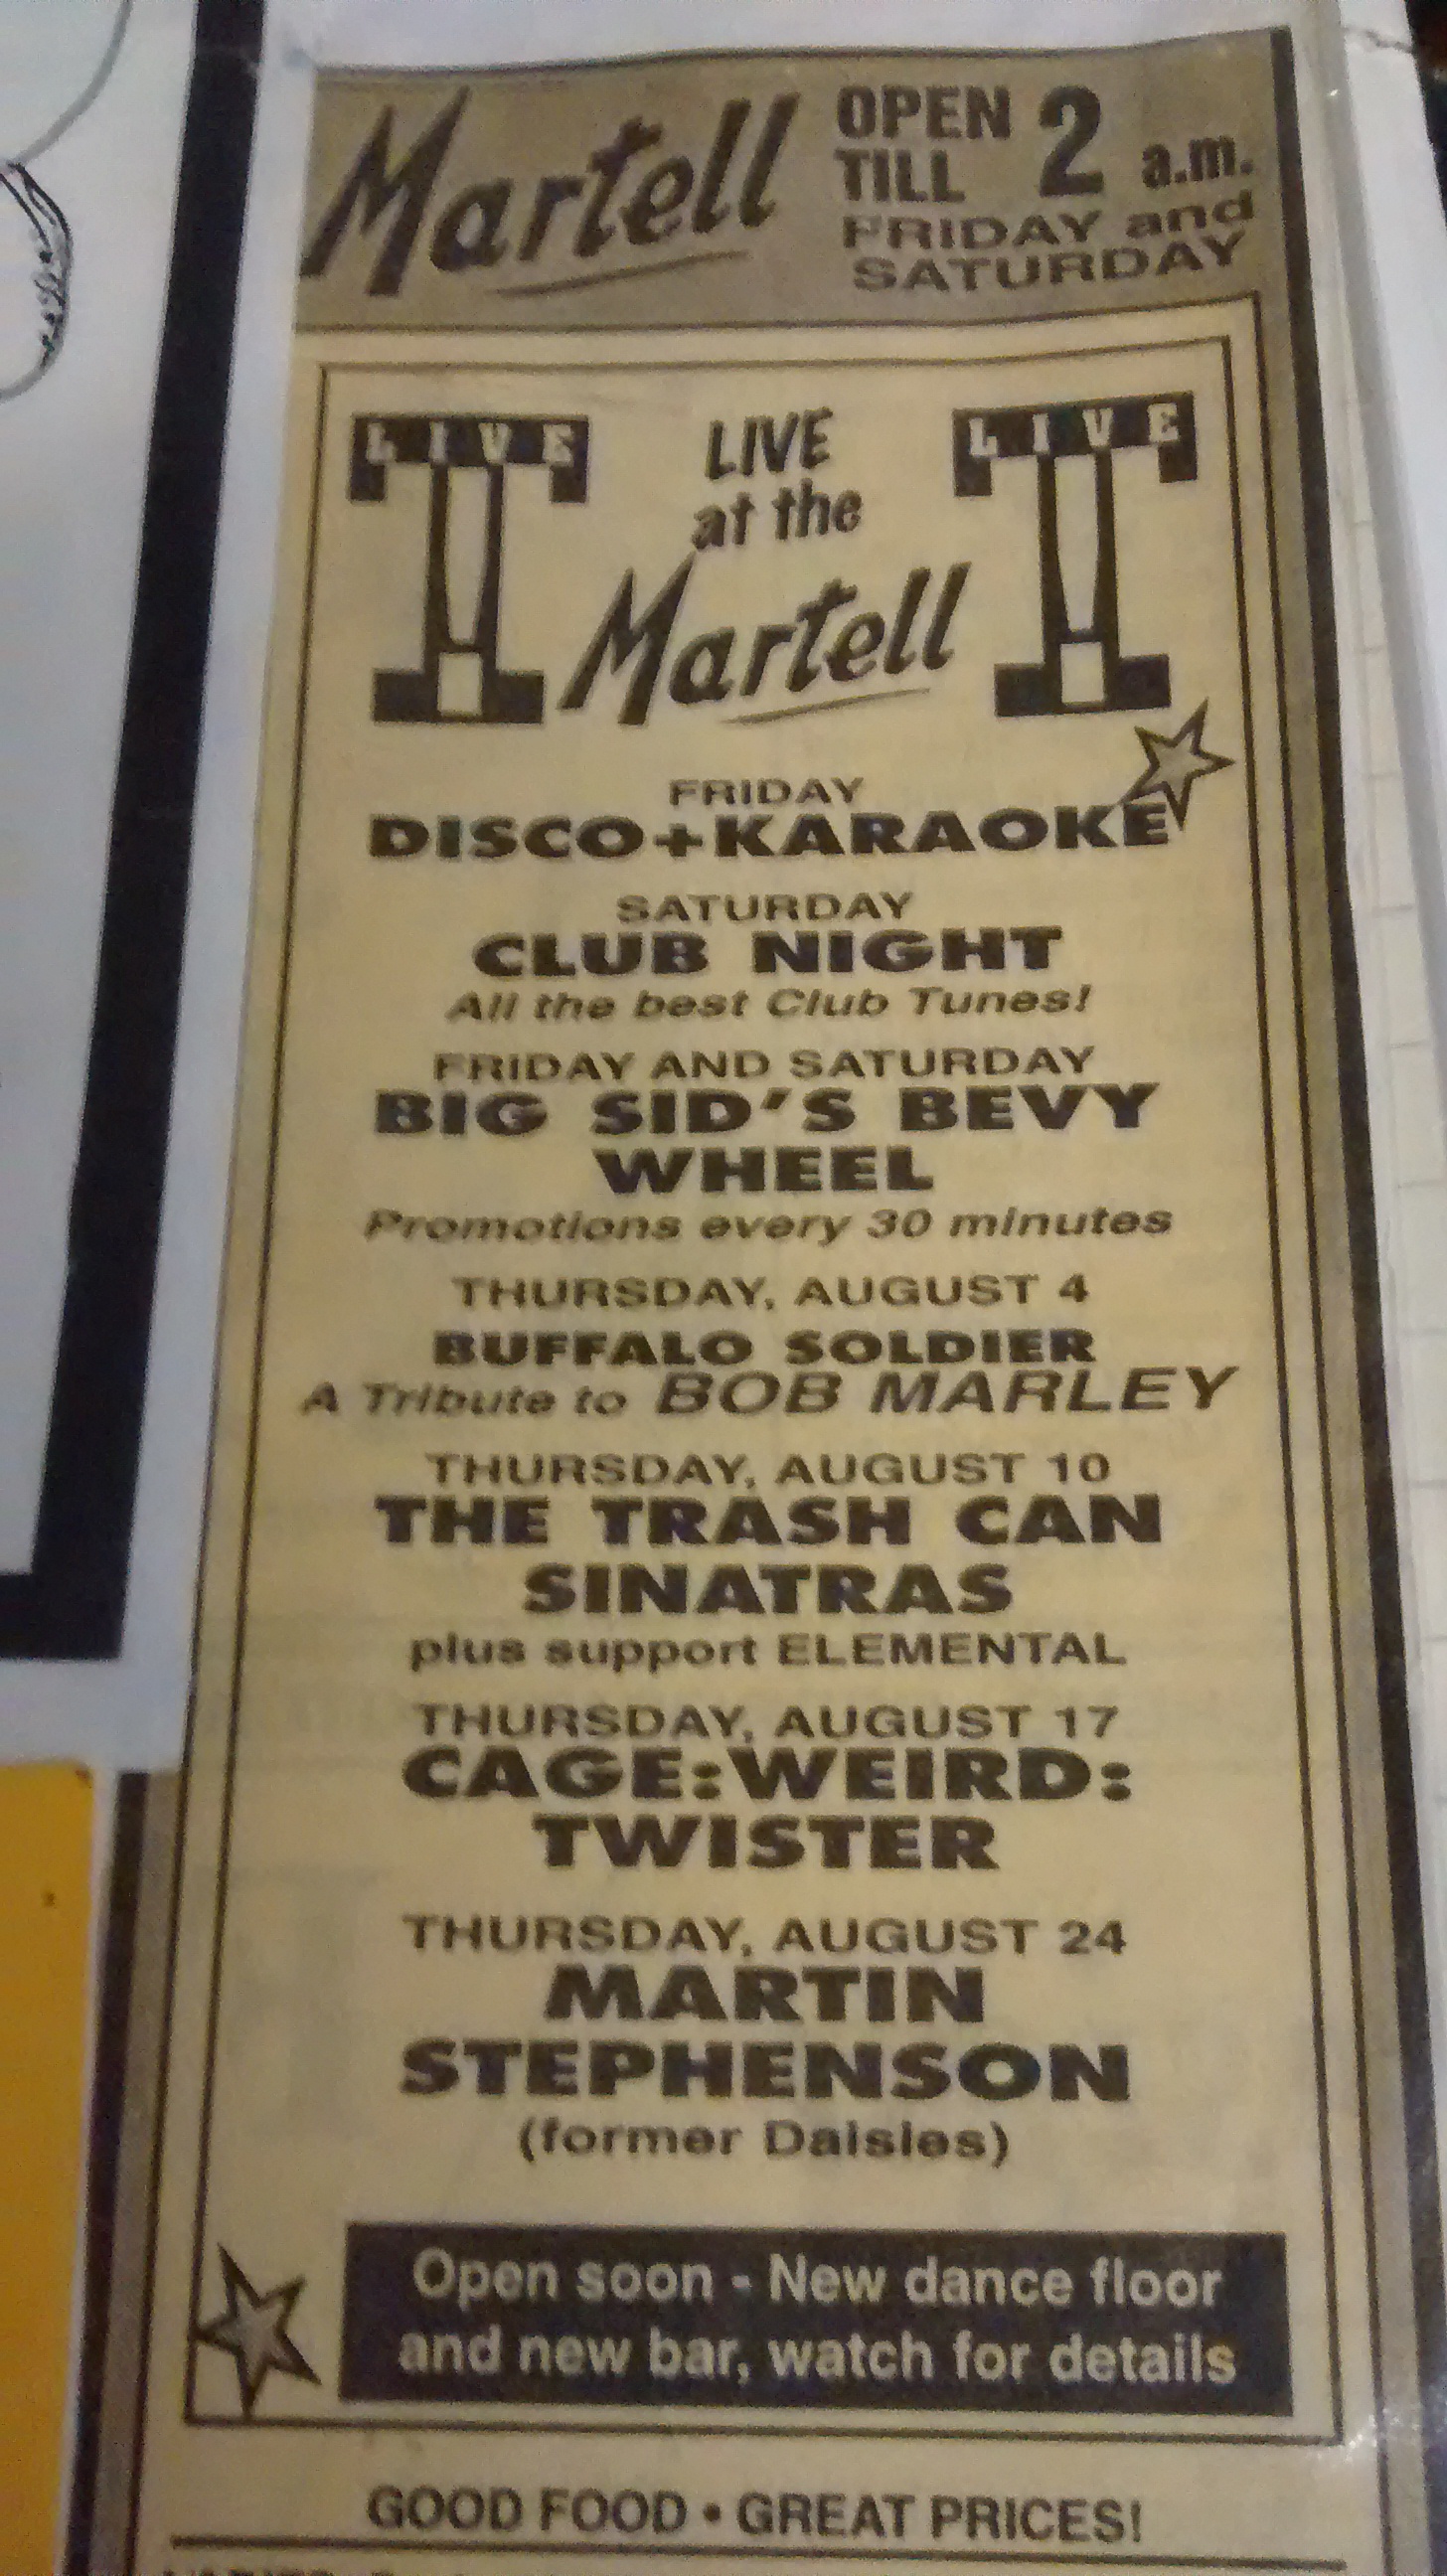 Martell
OPEN
TILL 2 a.m.
FRIDAY and
SATURDAY
LIVE
LIVE
at the
Martell
LIVE
FRIDAY
DISCO+KARAOKE
SATURDAY
CLUB NIGHT
All the best Club Tunes!
FRIDAY AND SATURDAY
BIG SID'S BEVY
WHEEL
Promotions every 30 minutes
THURSDAY, AUGUST 4
BUFFALO SOLDIER
A Tribute to BOB MARLEY
THURSDAY, AUGUST 10
THE TRASH CAN
SINATRAS
plus support ELEMENTAL
THURSDAY, AUGUST 17
CAGE:WEIRD:
TWISTER
THURSDAY, AUGUST 24
MARTIN
STEPHENSON
(former Daisies)
Open soon - New dance floor
and new bar, watch for details
GOOD FOOD • GREAT PRICES!